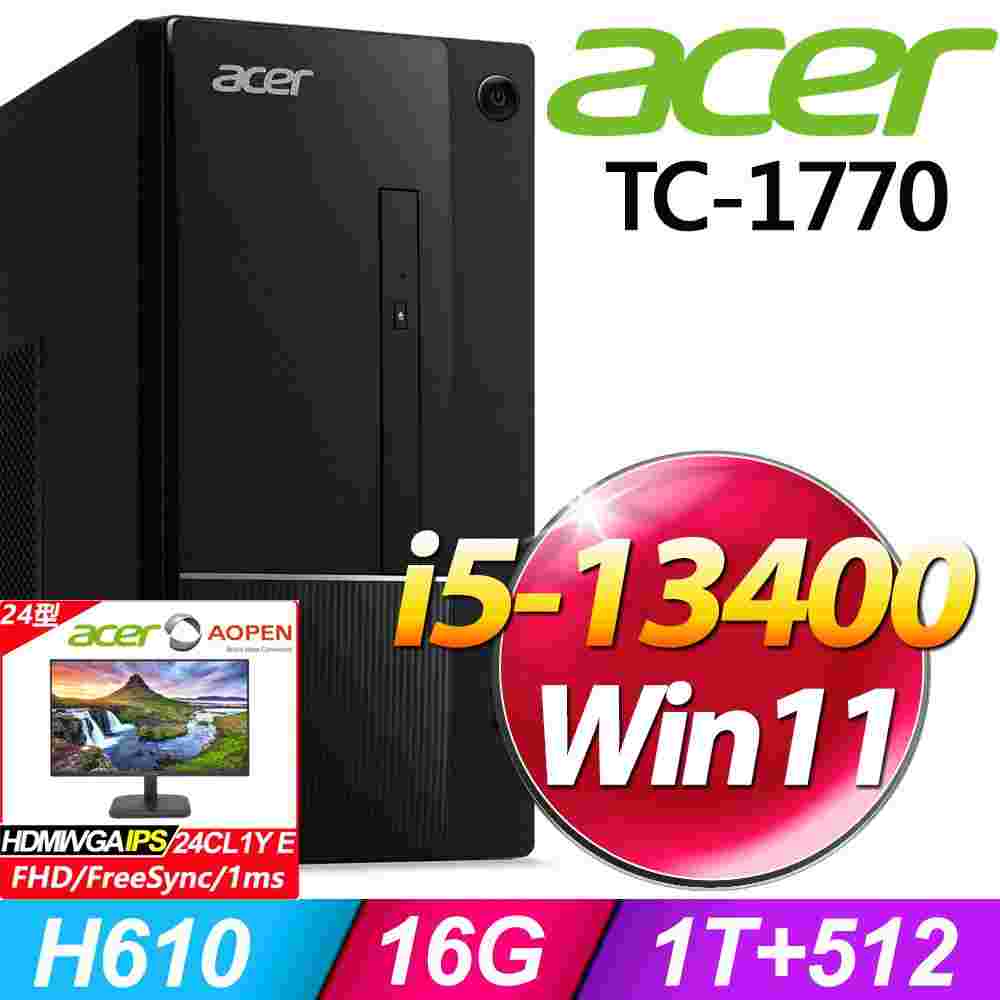 acer
acer
TC-1770
i5-13400
Win11
24型
acer AOPEN
HDMI/VGA/IPS/24CL1Y E
FHD/FreeSync/1ms
H610
16G
1T+512